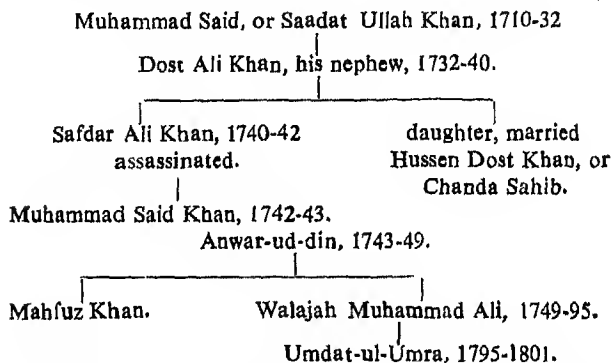 Muhammad Said, or Saadat Ullah Khan, 1710-32
Dost Ali Khan, his nephew, 1732-40.
Safdar Ali Khan, 1740-42
assassinated.
daughter, married
Hussen Dost Khan, or
Chanda Sahib.
Muhammad Said Khan, 1742-43.
Anwar-ud-din, 1743-49.
Mahfuz Khan.
Walajah Muhammad Ali, 1749-95.
Umdat-ul-Umra, 1795-1801.